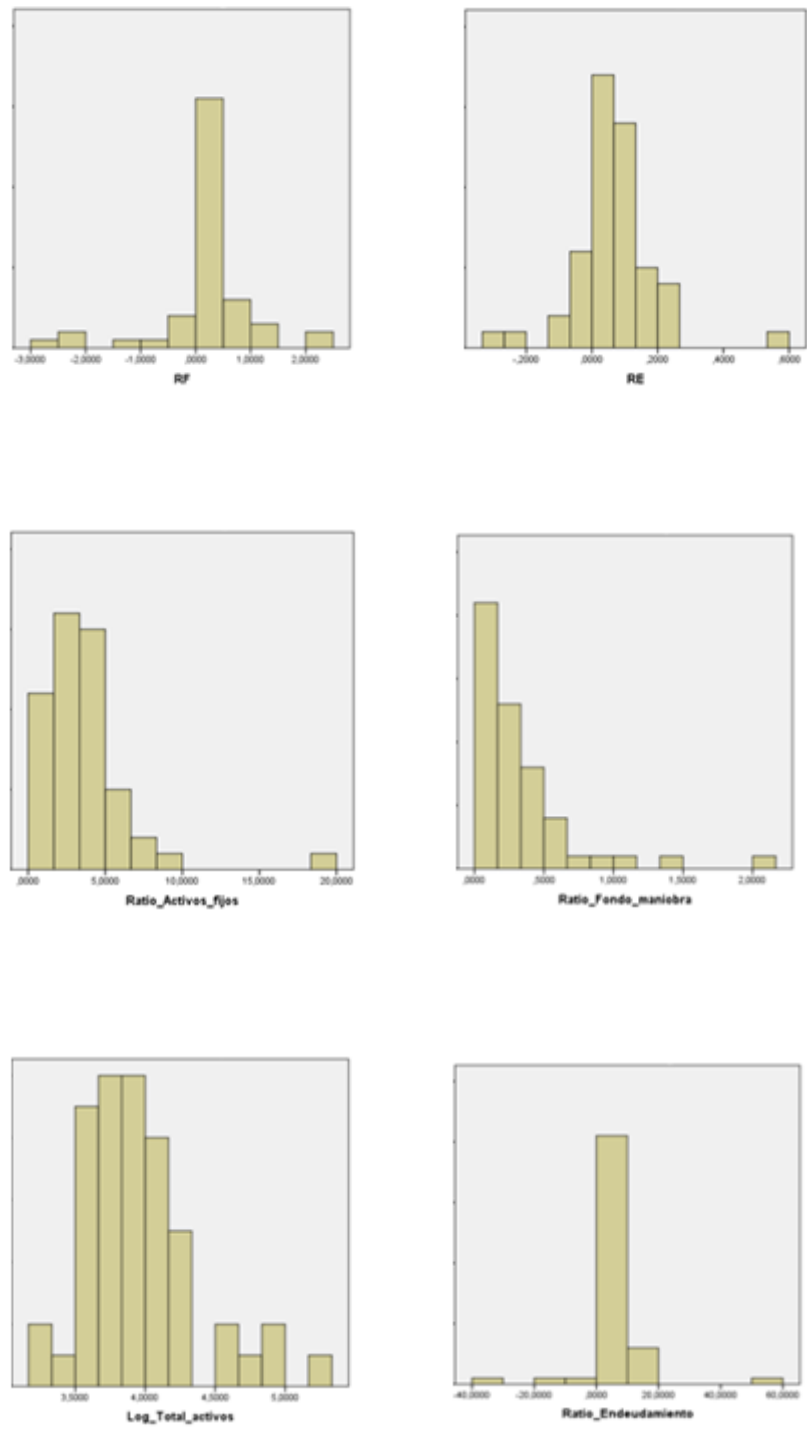 -3,0000 -2,0000 -1,0000 ,0000 1,0000 2,0000
RF
-,2000 ,0000 ,2000 ,4000 ,6000
RE
,0000 5,0000 10,0000 15,0000 20,0000
Ratio_Activos_fijos
,0000 ,5000 1,0000 1,5000 2,0000
Ratio_Fondo_maniobra
3,5000 4,0000 4,5000 5,0000
Log_Total_activos
-40,0000 -20,0000 ,0000 20,0000 40,0000 60,0000
Ratio_Endeudamiento